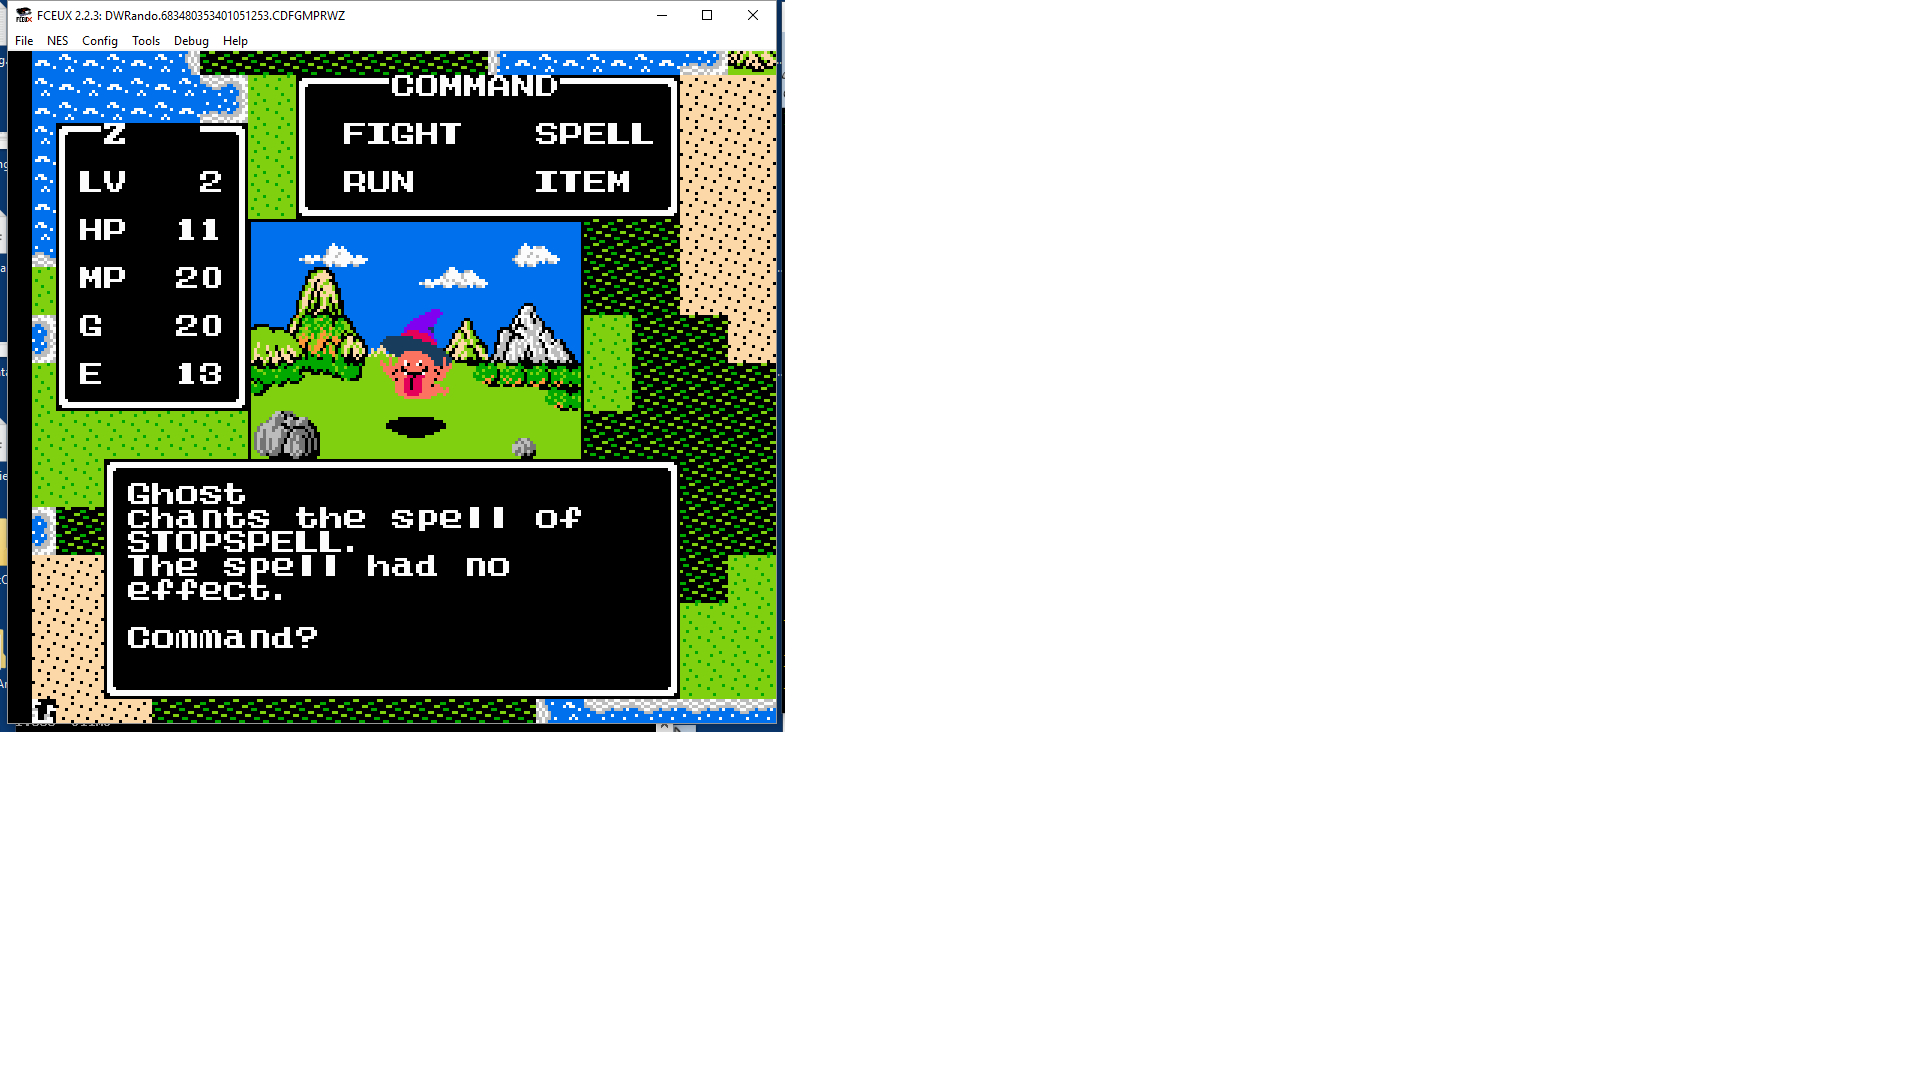 FCEUX 2.2.3: DWRando.683480353401051253.CDFGMPRWZ
File NES Config Tools Debug Help
COMMAND
FIGHT SPELL
RUN ITEM
Z
LV 2
HP 11
MP 20
G 20
E 13
Ghost
chants the spell of
STOPSPELL.
The spell had no
effect.
Command?